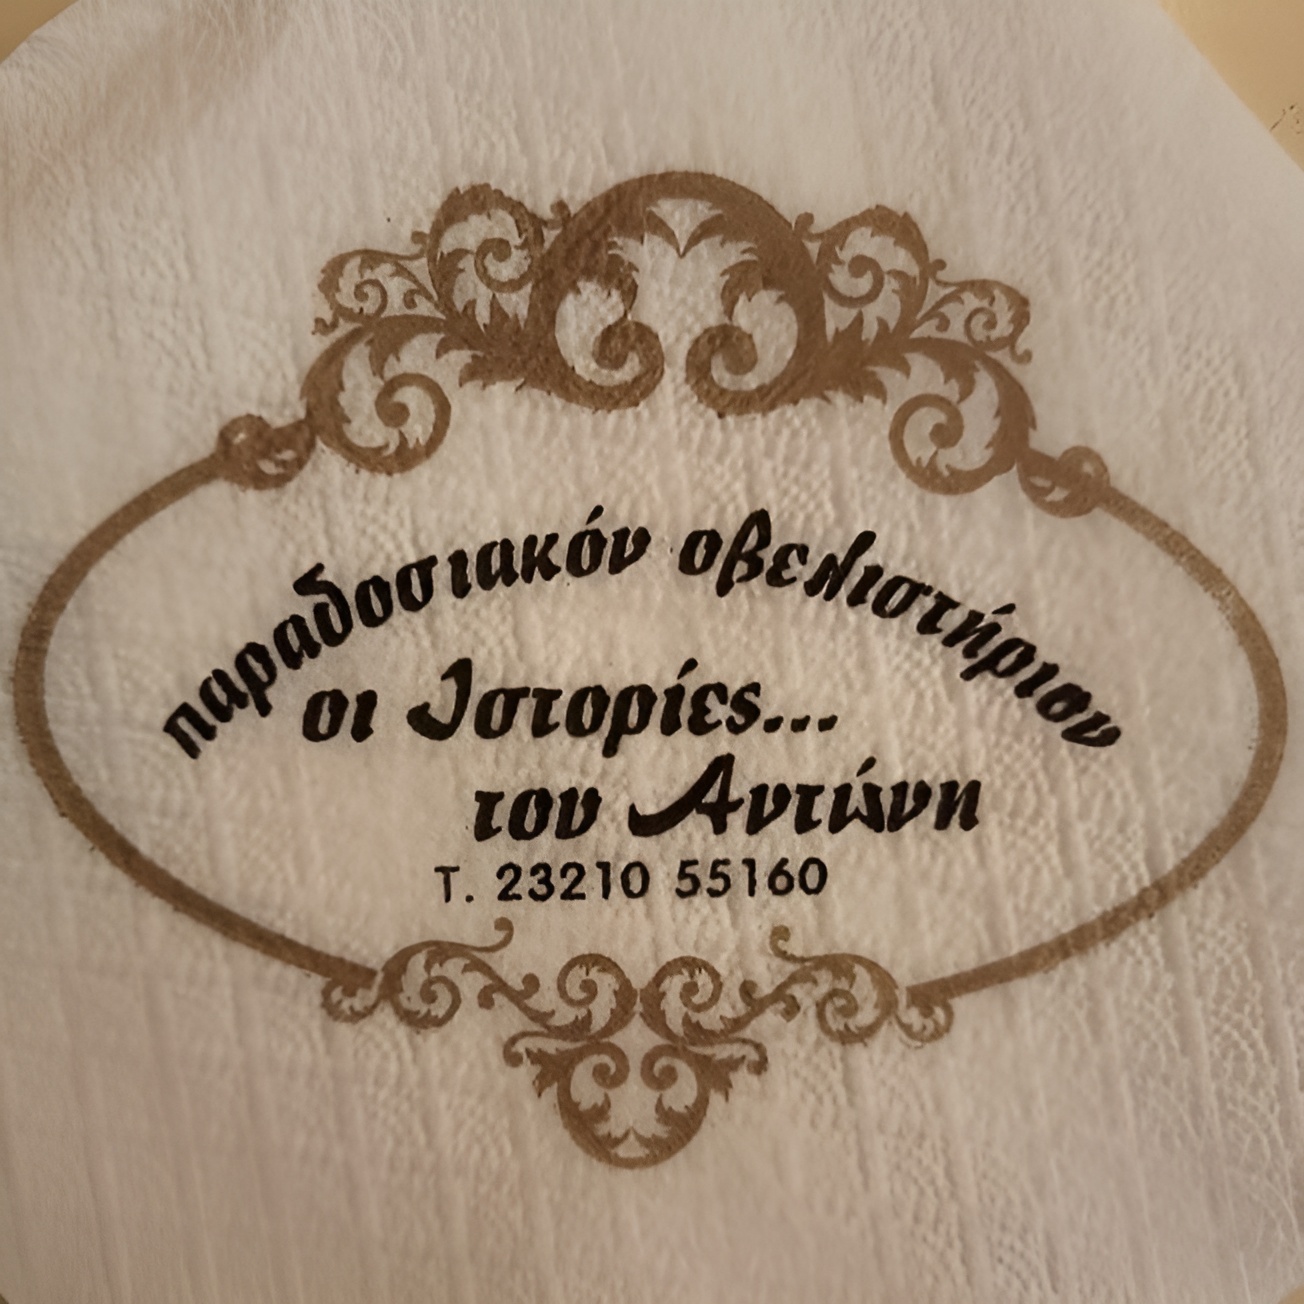 παραδοσιακόν οβελιστήριον
οι Ιστορίες...
του Αντώνη
Τ. 23210 55160